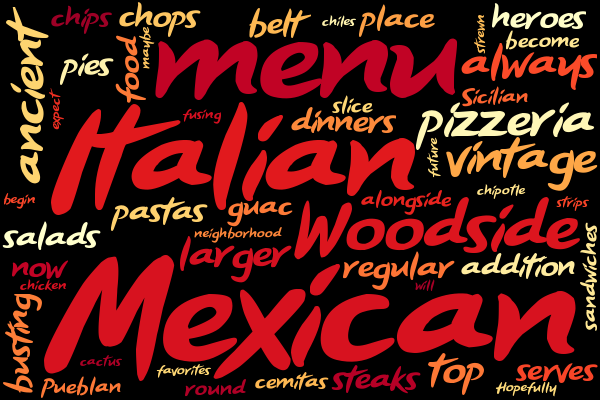 chips chops belt chiles place strewn heroes
maybe become
ancient pies food menu always
expect fusing slice Sicilian
Italian dinners pizzeria
future vintage
begin pastas guac alongside chipotle strips
salads neighborhood Woodside sandwiches
now larger regular addition
chicken Mexican will
busting cactus favorites top serves
Pueblan round cemitas steaks Hopefully